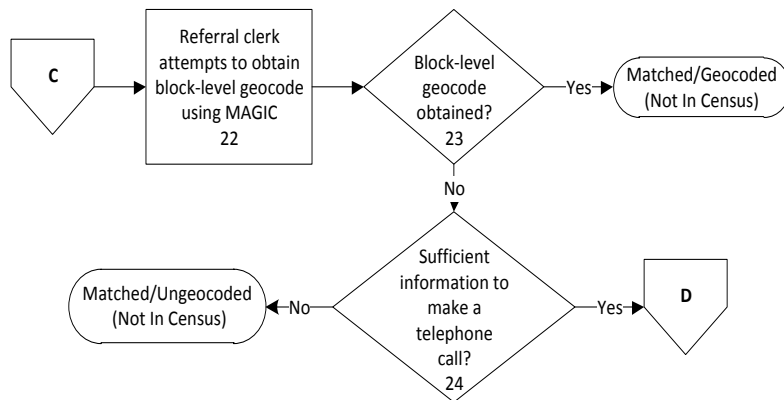 C
Referral clerk
attempts to obtain
block-level geocode
using MAGIC
22
Block-level
geocode
obtained?
23
Yes
Matched/Geocoded
(Not In Census)
No
Matched/Ungeocoded
(Not In Census)
No
Sufficient
information to
make a
telephone
call?
24
Yes
D